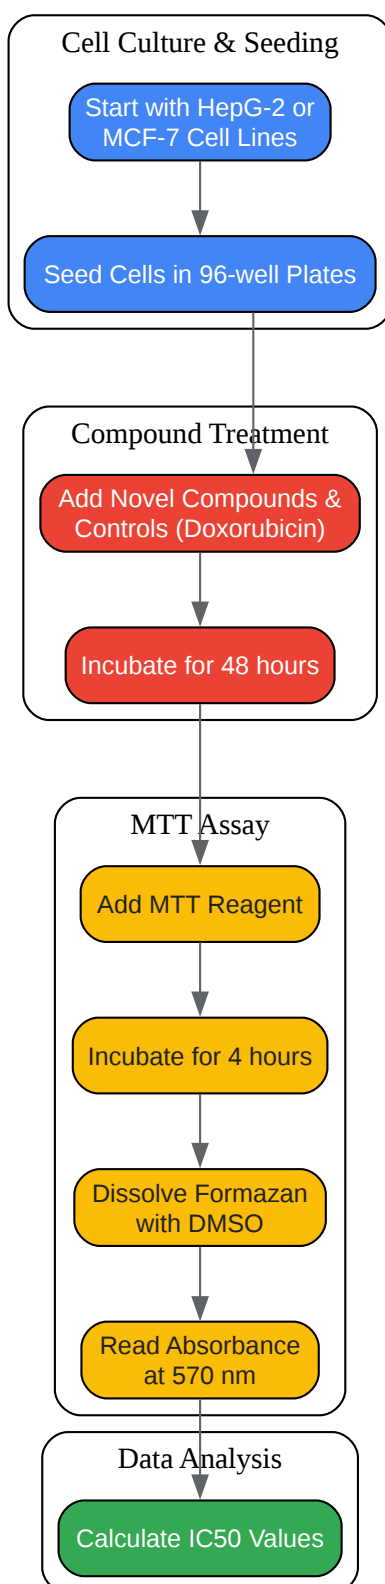 Cell Culture & Seeding
Start with HepG-2 or
MCF-7 Cell Lines
Seed Cells in 96-well Plates
Compound Treatment
Add Novel Compounds &
Controls (Doxorubicin)
Incubate for 48 hours
MTT Assay
Add MTT Reagent
Incubate for 4 hours
Dissolve Formazan
with DMSO
Read Absorbance
at 570 nm
Data Analysis
Calculate IC50 Values